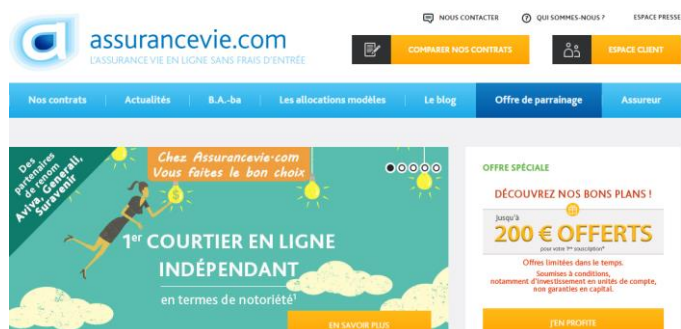 NOUS CONTACTER
QUI SOMMES-NOUS ?
ESPACE PRESSE
assurancevie.com
L'ASSURANCE VIE EN LIGNE SANS FRAIS D'ENTRÉE
COMPARER NOS CONTRATS
ESPACE CLIENT
Nos contrats
Actualités
B.A.-ba
Les allocations modèles
Le blog
Offre de parrainage
Assureur
Des
partenaires
de renom
Aviva, Generali,
Suravenir
Chez Assurancevie.com
Vous faites le bon choix
1er COURTIER EN LIGNE
INDÉPENDANT
en termes de notoriété¹
EN SAVOIR PLUS
OFFRE SPÉCIALE
DÉCOUVREZ NOS BONS PLANS !
Jusqu'à
200 € OFFERTS
pour votre 1ère souscription*
Offres limitées dans le temps.
Soumises à conditions,
notamment d'investissement en unités de compte,
non garanties en capital.
J'EN PROFITE